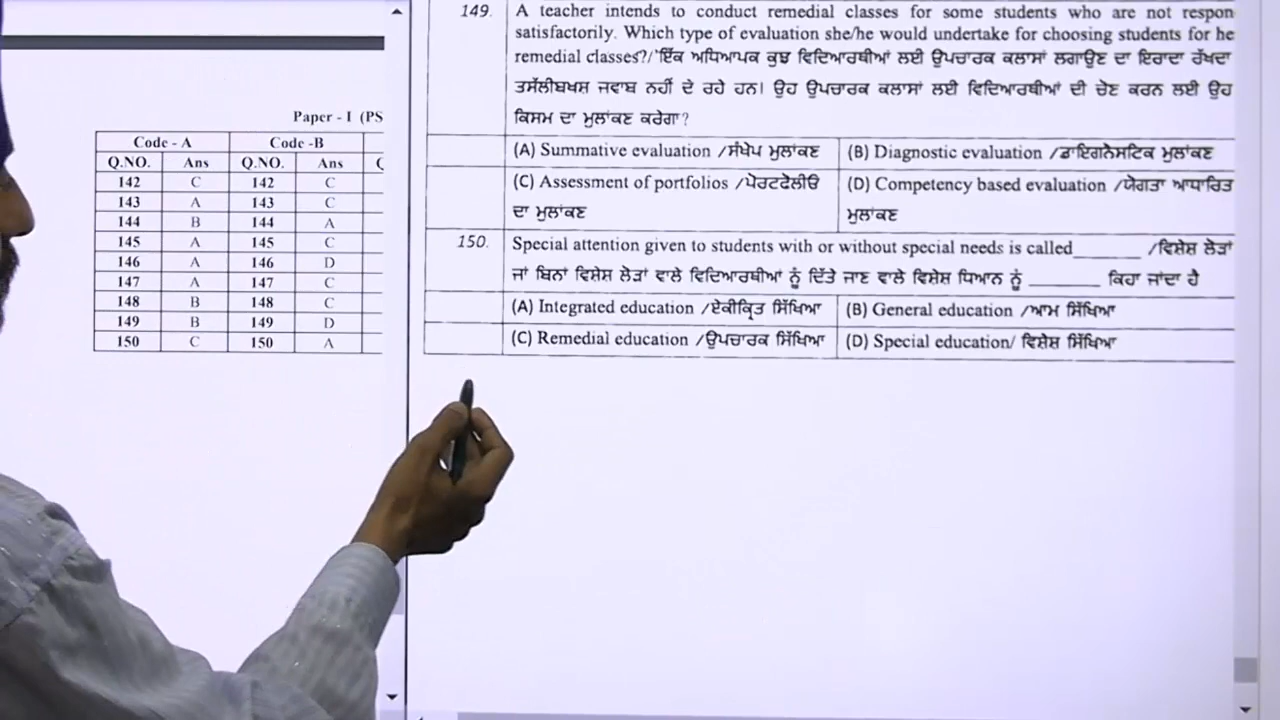 Paper - I (PS
Code - A Code -B
Q.NO. Ans Q.NO. Ans
142 C 142 C
143 A 143 C
144 B 144 A
145 A 145 C
146 A 146 D
147 A 147 C
148 B 148 C
149 B 149 D
150 C 150 A
149. A teacher intends to conduct remedial classes for some students who are not respon
satisfactorily. Which type of evaluation she/he would undertake for choosing students for he
remedial classes?/ਇੱਕ ਅਧਿਆਪਕ ਕੁਝ ਵਿਦਿਆਰਥੀਆਂ ਲਈ ਉਪਚਾਰਕ ਕਲਾਸਾਂ ਲਗਾਉਣ ਦਾ ਇਰਾਦਾ ਰੱਖਦਾ
ਤਸੱਲੀਬਖਸ਼ ਜਵਾਬ ਨਹੀਂ ਦੇ ਰਹੇ ਹਨ। ਉਹ ਉਪਚਾਰਕ ਕਲਾਸਾਂ ਲਈ ਵਿਦਿਆਰਥੀਆਂ ਦੀ ਚੋਣ ਕਰਨ ਲਈ ਉਹ
ਕਿਸਮ ਦਾ ਮੁਲਾਂਕਣ ਕਰੇਗਾ?
(A) Summative evaluation /ਸੰਖੇਪ ਮੁਲਾਂਕਣ (B) Diagnostic evaluation /ਡਾਇਗਨੋਸਟਿਕ ਮੁਲਾਂਕਣ
(C) Assessment of portfolios /ਪੋਰਟਫੋਲੀਓ (D) Competency based evaluation /ਯੋਗਤਾ ਆਧਾਰਿਤ
ਦਾ ਮੁਲਾਂਕਣ ਮੁਲਾਂਕਣ
150. Special attention given to students with or without special needs is called_______ /ਵਿਸ਼ੇਸ਼ ਲੋੜਾਂ
ਜਾਂ ਬਿਨਾਂ ਵਿਸ਼ੇਸ਼ ਲੋੜਾਂ ਵਾਲੇ ਵਿਦਿਆਰਥੀਆਂ ਨੂੰ ਦਿੱਤੇ ਜਾਣ ਵਾਲੇ ਵਿਸ਼ੇਸ਼ ਧਿਆਨ ਨੂੰ _______ ਕਿਹਾ ਜਾਂਦਾ ਹੈ
(A) Integrated education /ਏਕੀਕ੍ਰਿਤ ਸਿੱਖਿਆ (B) General education /ਆਮ ਸਿੱਖਿਆ
(C) Remedial education /ਉਪਚਾਰਕ ਸਿੱਖਿਆ (D) Special education/ ਵਿਸ਼ੇਸ਼ ਸਿੱਖਿਆ